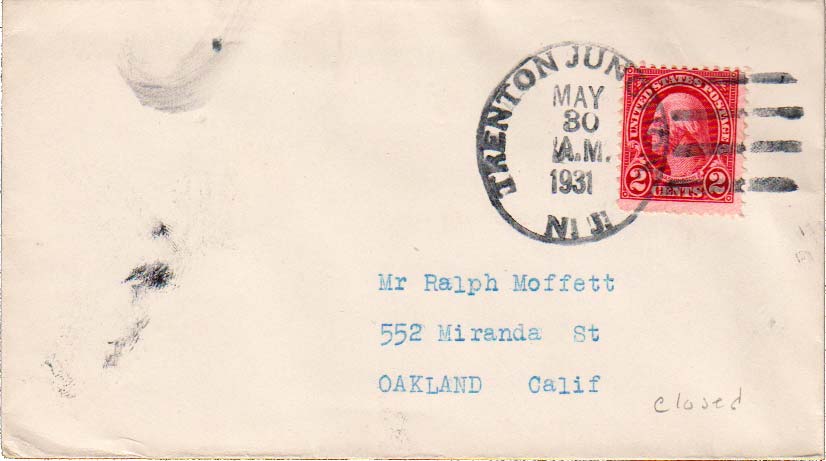 TRENTON JUN
MAY
30
A.M.
1931
N.J.
UNITED STATES POSTAGE
2 CENTS 2
Mr Ralph Moffett
552 Miranda St
OAKLAND Calif
closed